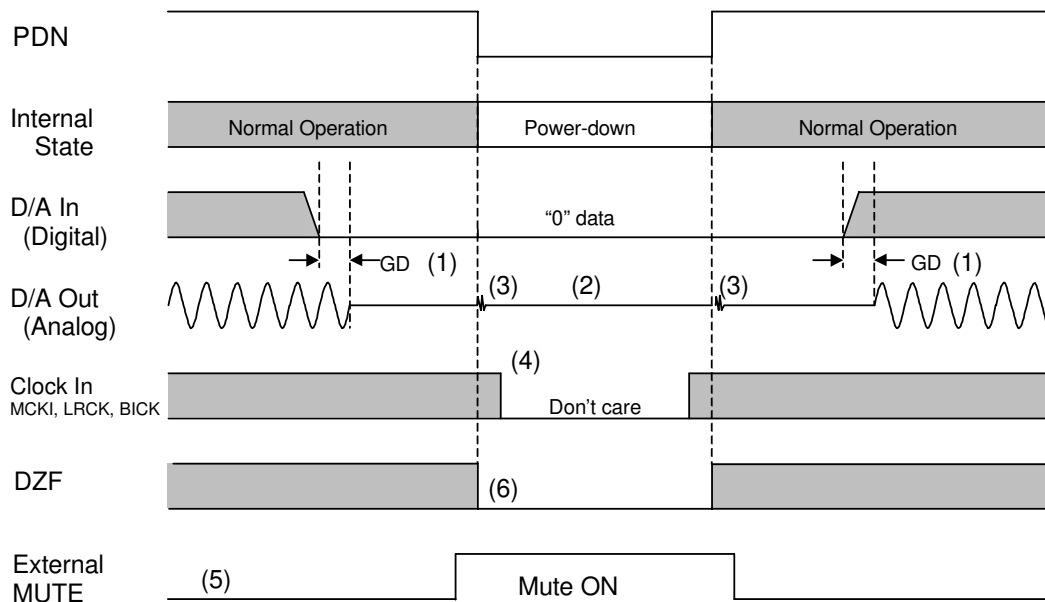 PDN
Internal
State
Normal Operation
Power-down
Normal Operation
D/A In
(Digital)
“0” data
GD (1)
GD (1)
D/A Out
(Analog)
(3)
(2)
(3)
Clock In
MCKI, LRCK, BICK
(4)
Don’t care
DZF
(6)
External
MUTE
(5)
Mute ON